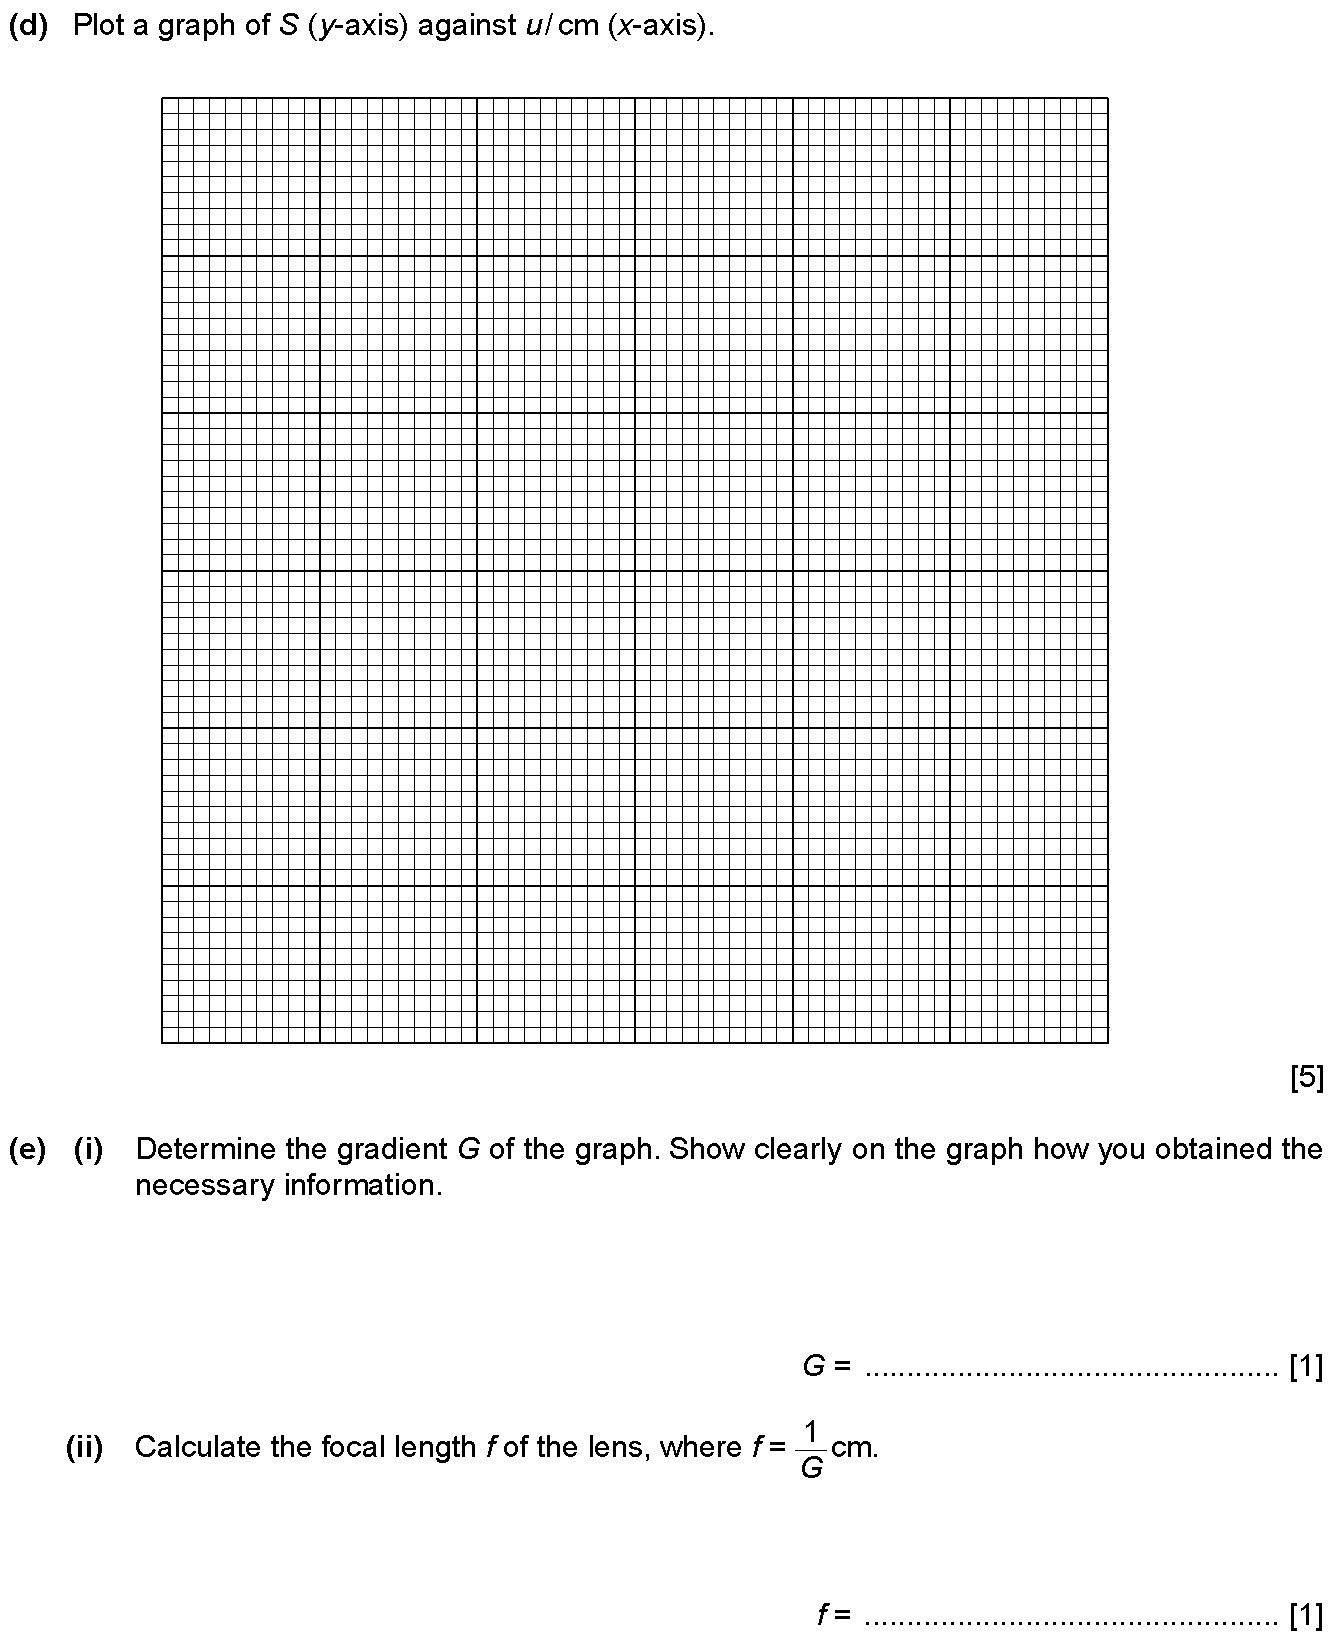 (d) Plot a graph of S (y-axis) against u/ cm (x-axis).
[5]
(e) (i) Determine the gradient G of the graph. Show clearly on the graph how you obtained the
necessary information.
G = ................................................. [1]
(ii) Calculate the focal length f of the lens, where f = 1/G cm.
f = ................................................. [1]